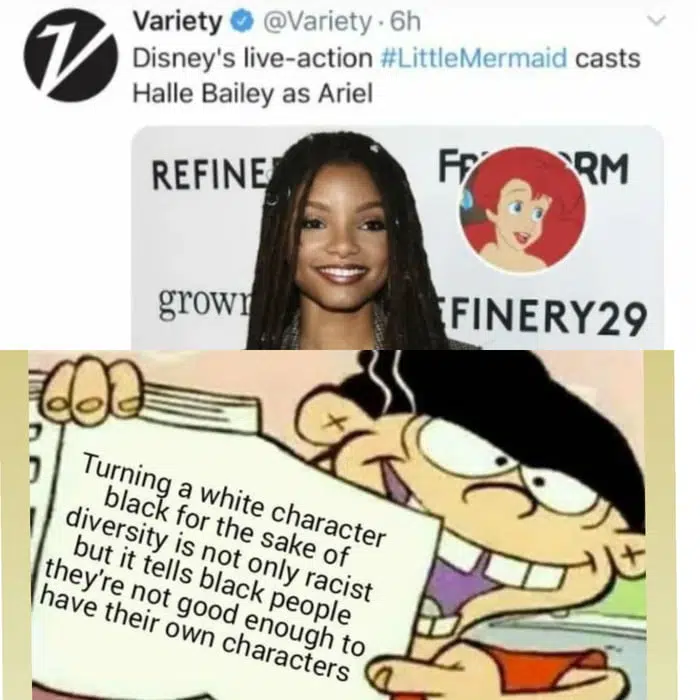 Variety @Variety · 6h
Disney's live-action #LittleMermaid casts
Halle Bailey as Ariel
REFINE
RM
grown
EFINERY29
Turning a white character
black for the sake of
diversity is not only racist
but it tells black people
they're not good enough to
have their own characters